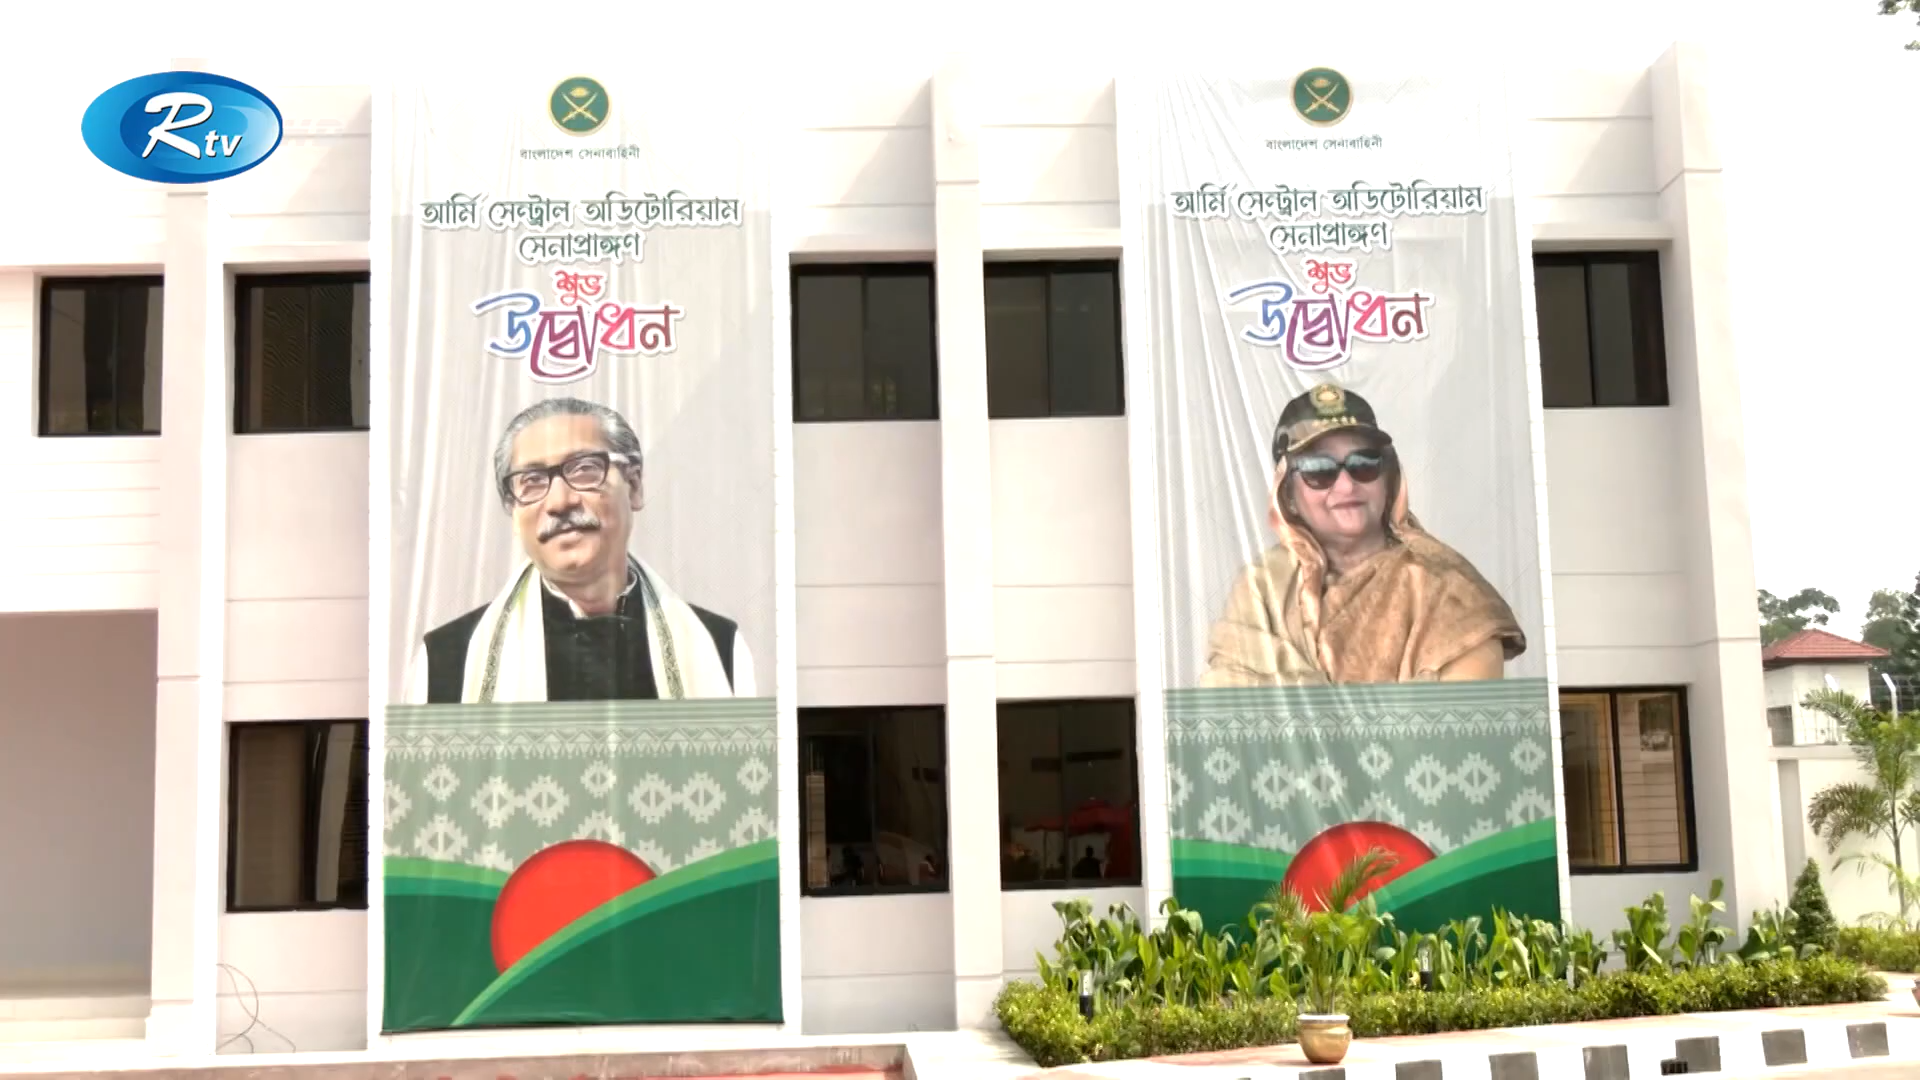 Rtv
বাংলাদেশ সেনাবাহিনী
আর্মি সেন্ট্রাল অডিটোরিয়াম
সেনাপ্রাঙ্গণ
শুভ
উদ্বোধন
বাংলাদেশ সেনাবাহিনী
আর্মি সেন্ট্রাল অডিটোরিয়াম
সেনাপ্রাঙ্গণ
শুভ
উদ্বোধন